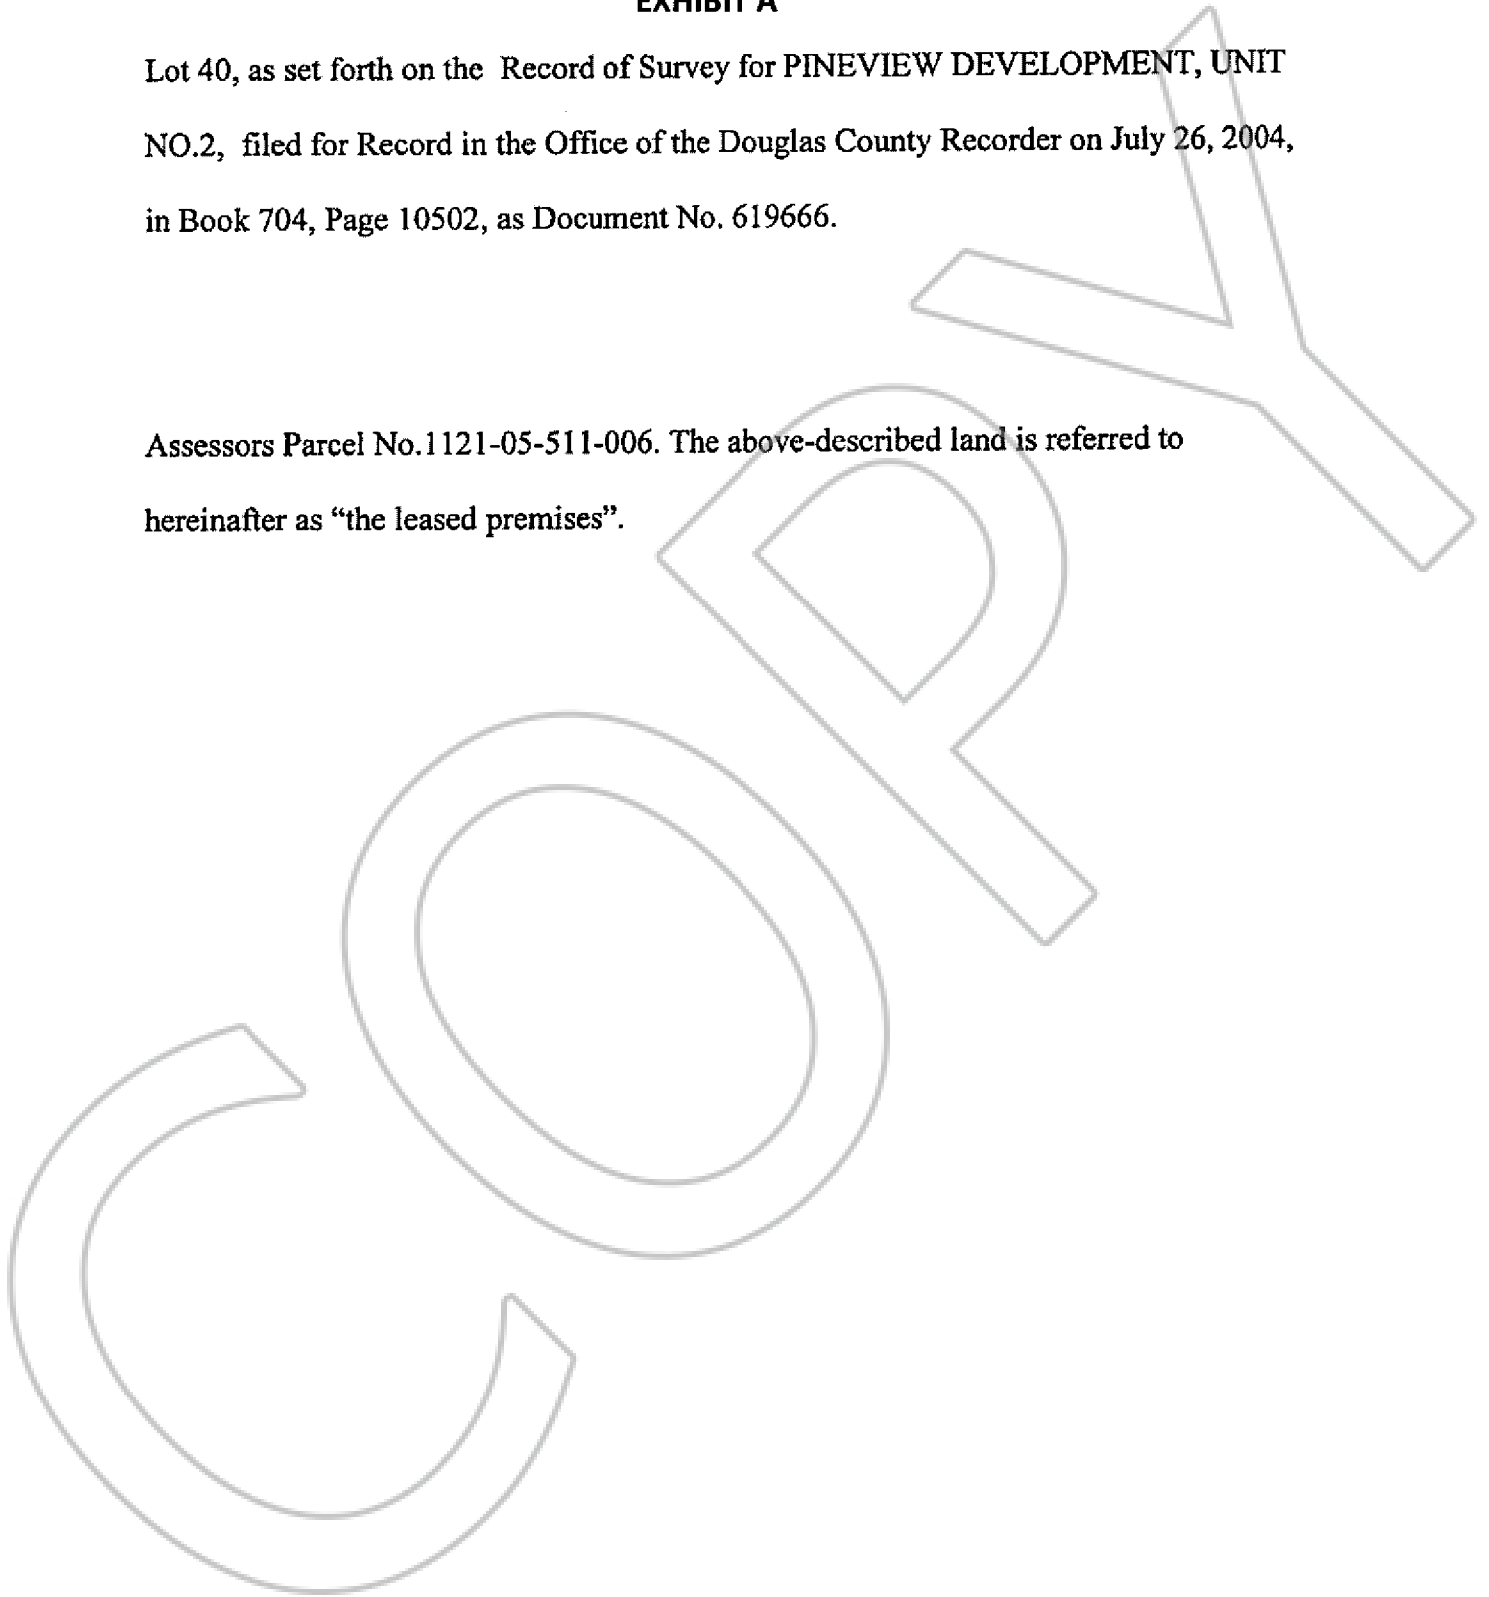 EXHIBIT A
Lot 40, as set forth on the Record of Survey for PINEVIEW DEVELOPMENT, UNIT
NO.2, filed for Record in the Office of the Douglas County Recorder on July 26, 2004,
in Book 704, Page 10502, as Document No. 619666.
Assessors Parcel No.1121-05-511-006. The above-described land is referred to
hereinafter as “the leased premises”.
COPY